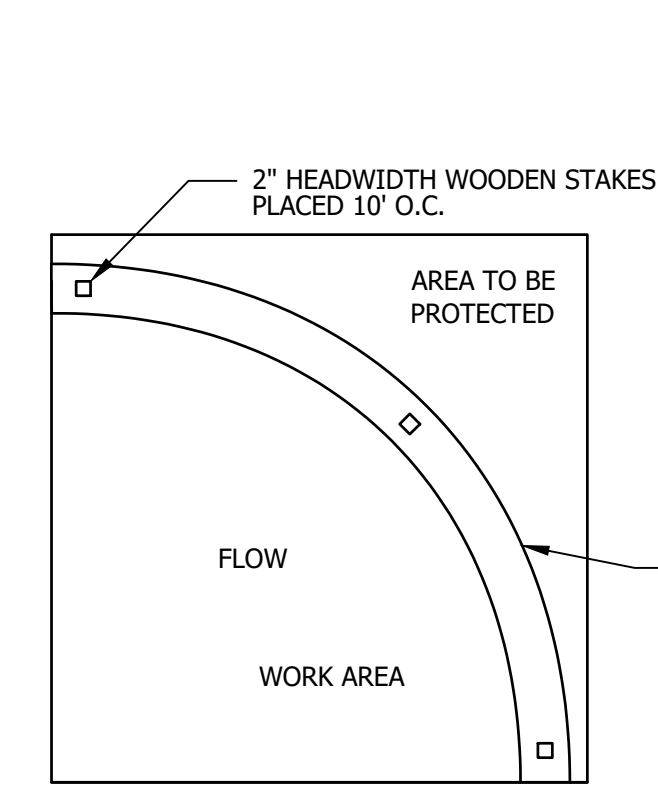 2" HEADWIDTH WOODEN STAKES
PLACED 10' O.C.
AREA TO BE
PROTECTED
FLOW
WORK AREA